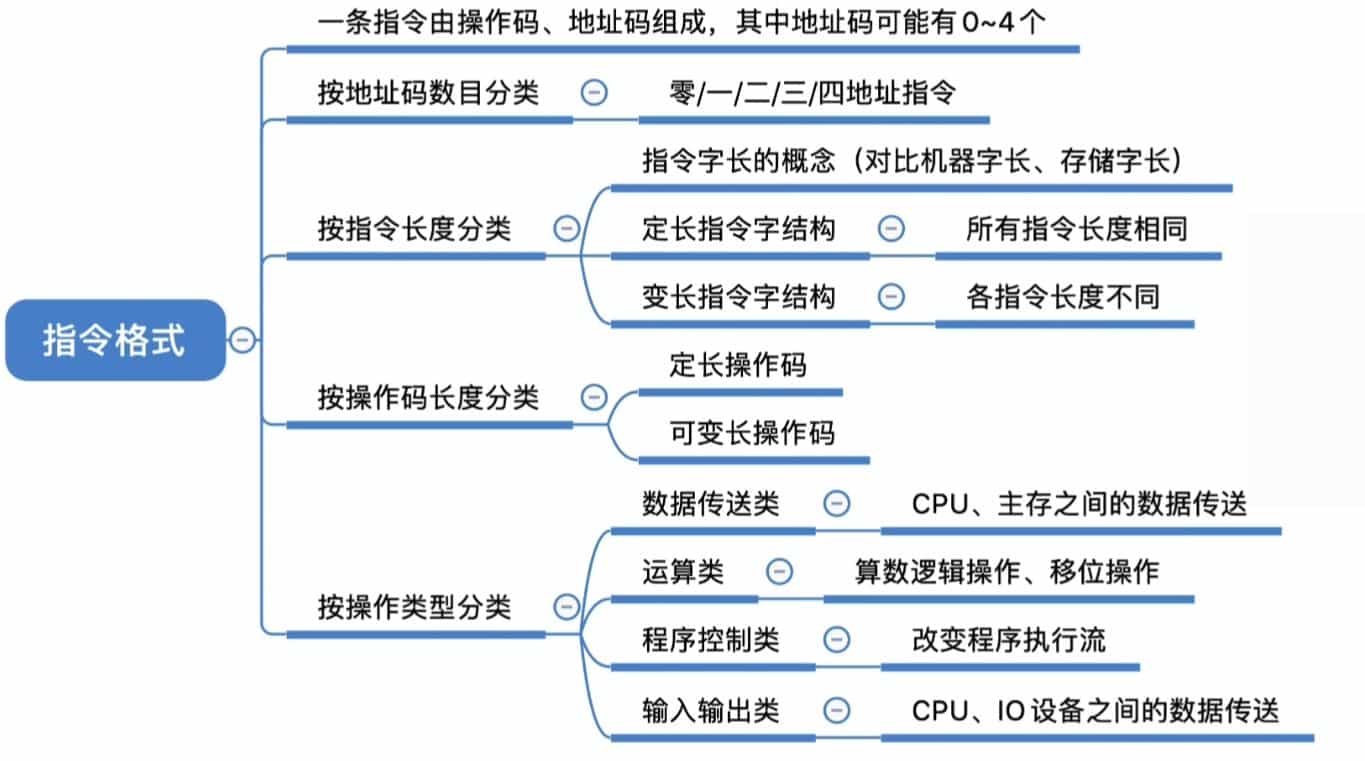 一条指令由操作码、地址码组成，其中地址码可能有0~4个
按地址码数目分类
零/一/二/三/四地址指令
指令字长的概念（对比机器字长、存储字长）
按指令长度分类
定长指令字结构
所有指令长度相同
变长指令字结构
各指令长度不同
指令格式
定长操作码
按操作码长度分类
可变长操作码
数据传送类
CPU、主存之间的数据传送
运算类
算数逻辑操作、移位操作
按操作类型分类
程序控制类
改变程序执行流
输入输出类
CPU、IO设备之间的数据传送